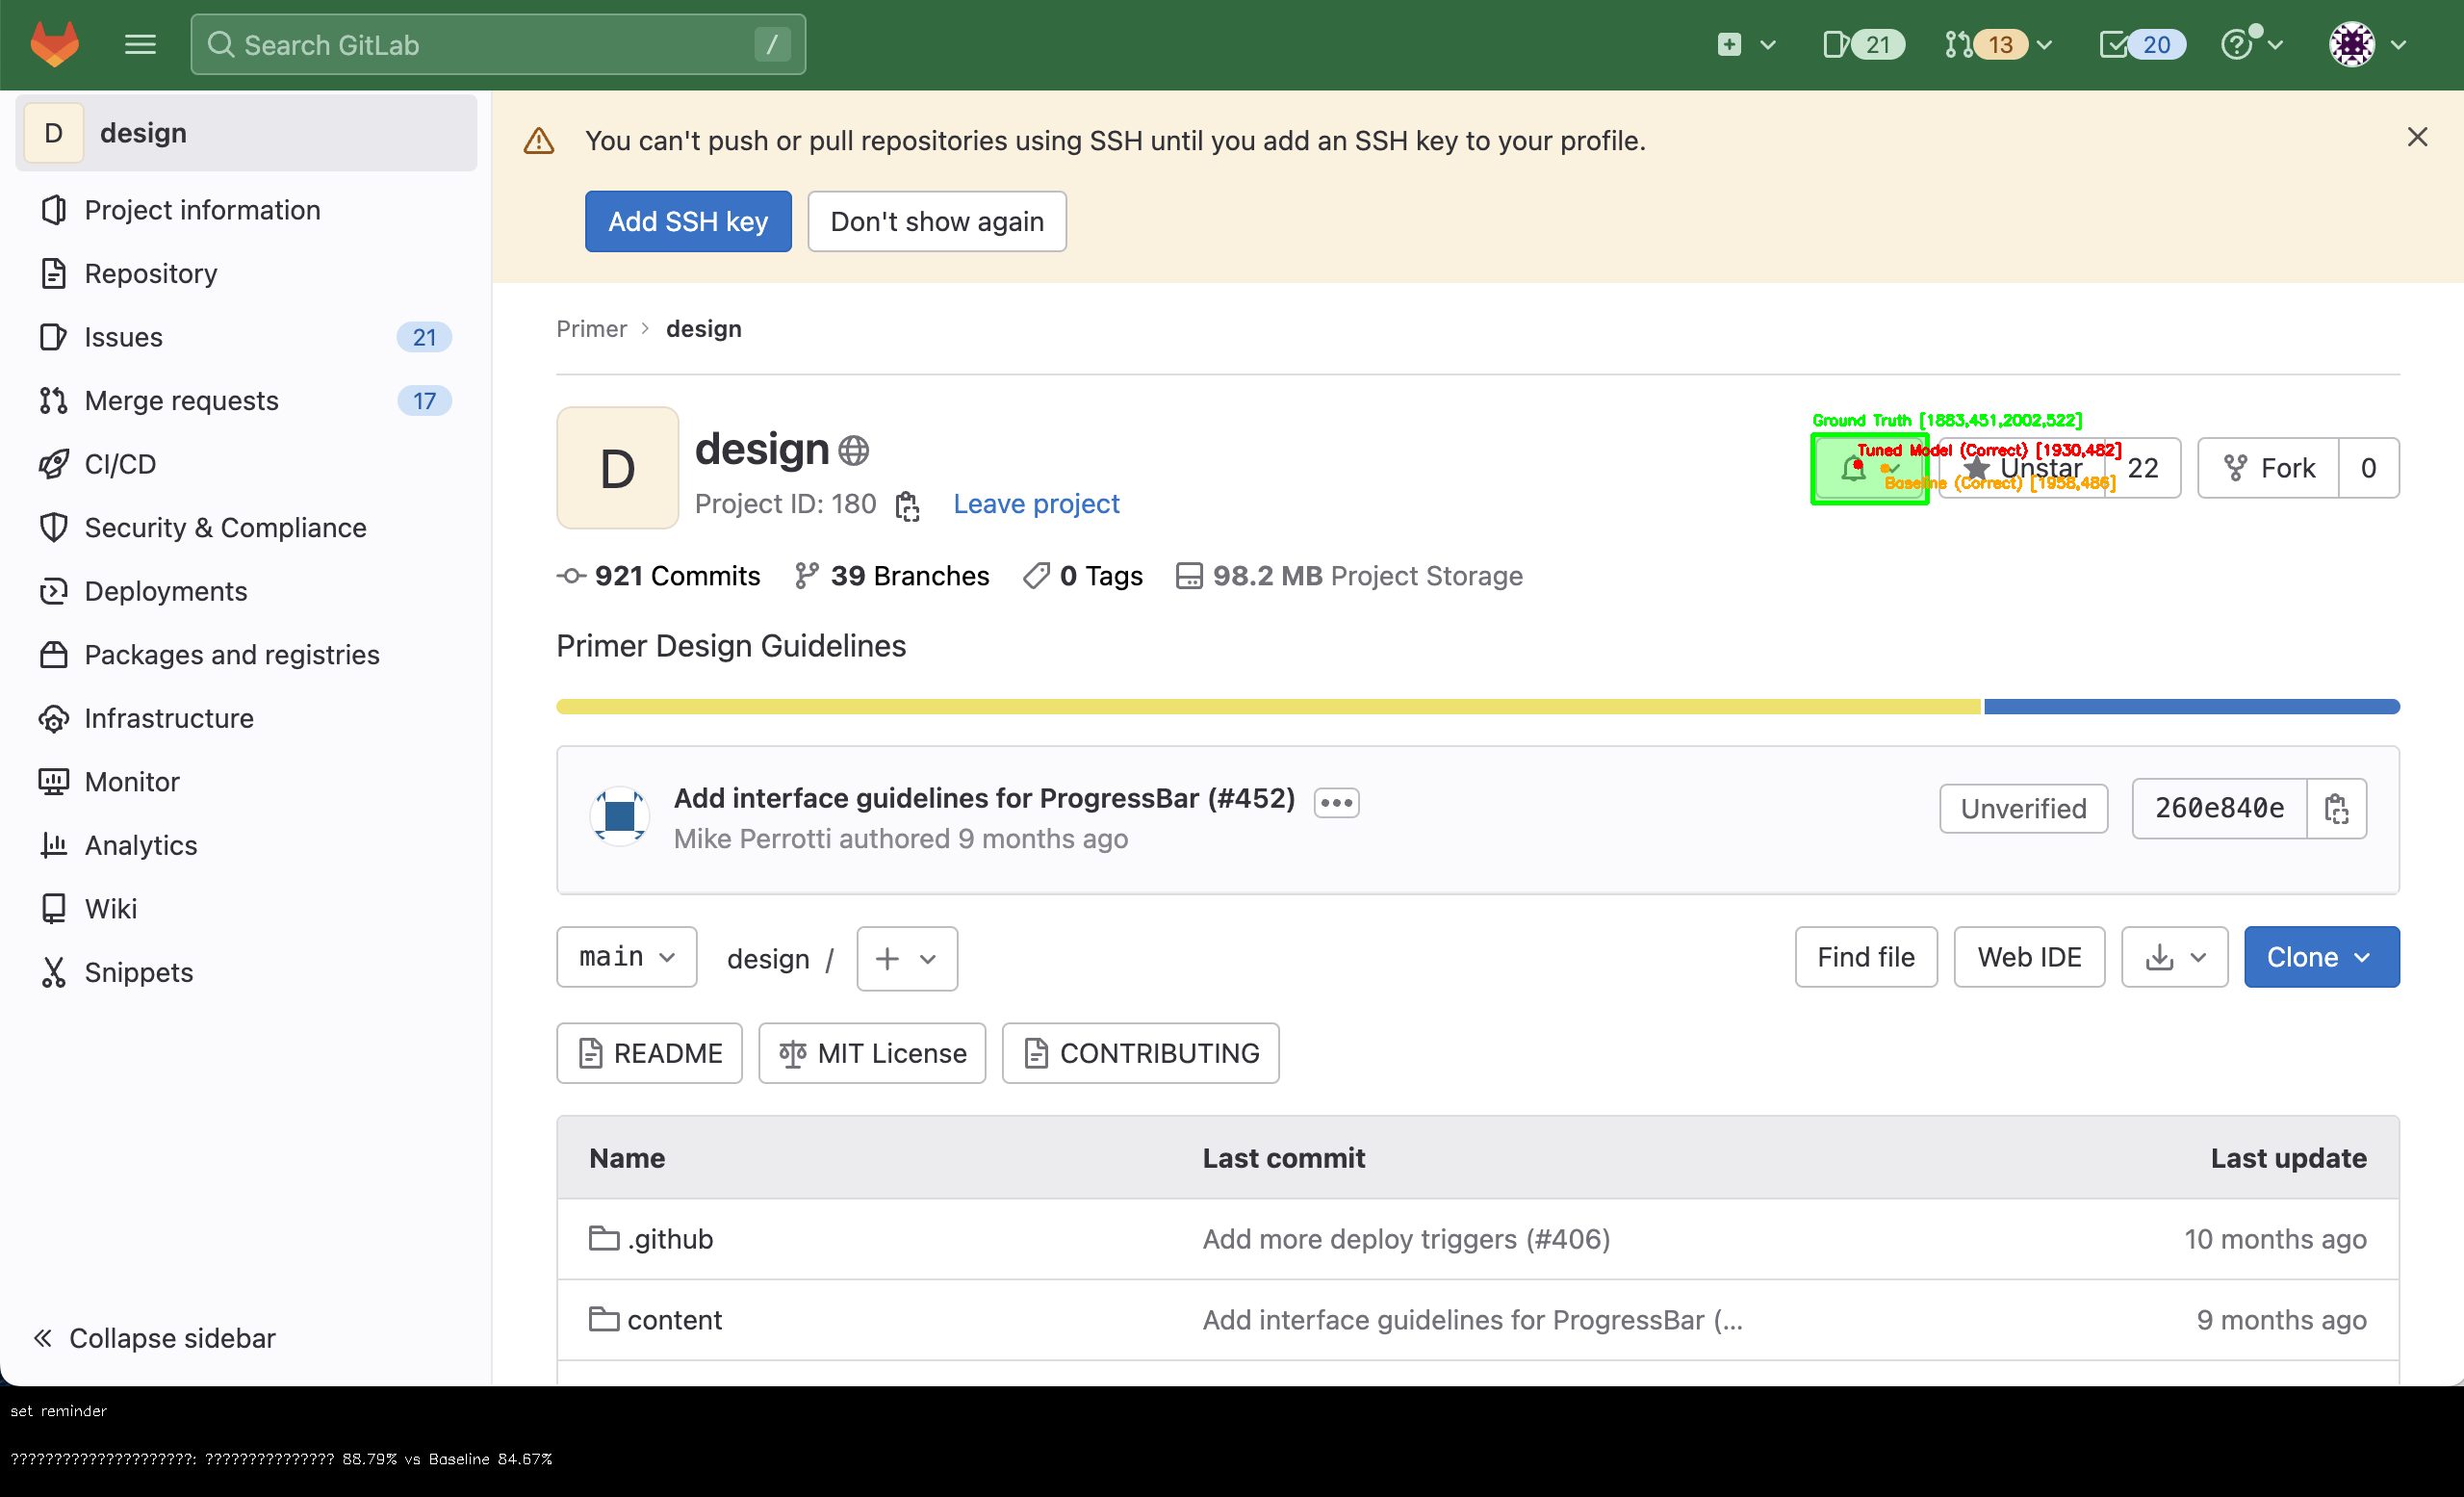 Search GitLab /
21
13
20
D design
Project information
Repository
Issues 21
Merge requests 17
CI/CD
Security & Compliance
Deployments
Packages and registries
Infrastructure
Monitor
Analytics
Wiki
Snippets
Collapse sidebar
You can't push or pull repositories using SSH until you add an SSH key to your profile.
Add SSH key Don't show again
Primer > design
Ground Truth [1883,451,2002,522]
Tuned Model (Correct) [1930,482]
Baseline (Correct) [1958,486]
D
design
Project ID: 180 Leave project
Unstar 22 Fork 0
921 Commits 39 Branches 0 Tags 98.2 MB Project Storage
Primer Design Guidelines
Add interface guidelines for ProgressBar (#452)
Mike Perrotti authored 9 months ago
Unverified 260e840e
main design / +
Find file Web IDE Clone
README MIT License CONTRIBUTING
Name Last commit Last update
.github Add more deploy triggers (#406) 10 months ago
content Add interface guidelines for ProgressBar (... 9 months ago
set reminder
?????????????????????: ??????????????? 88.79% vs Baseline 84.67%